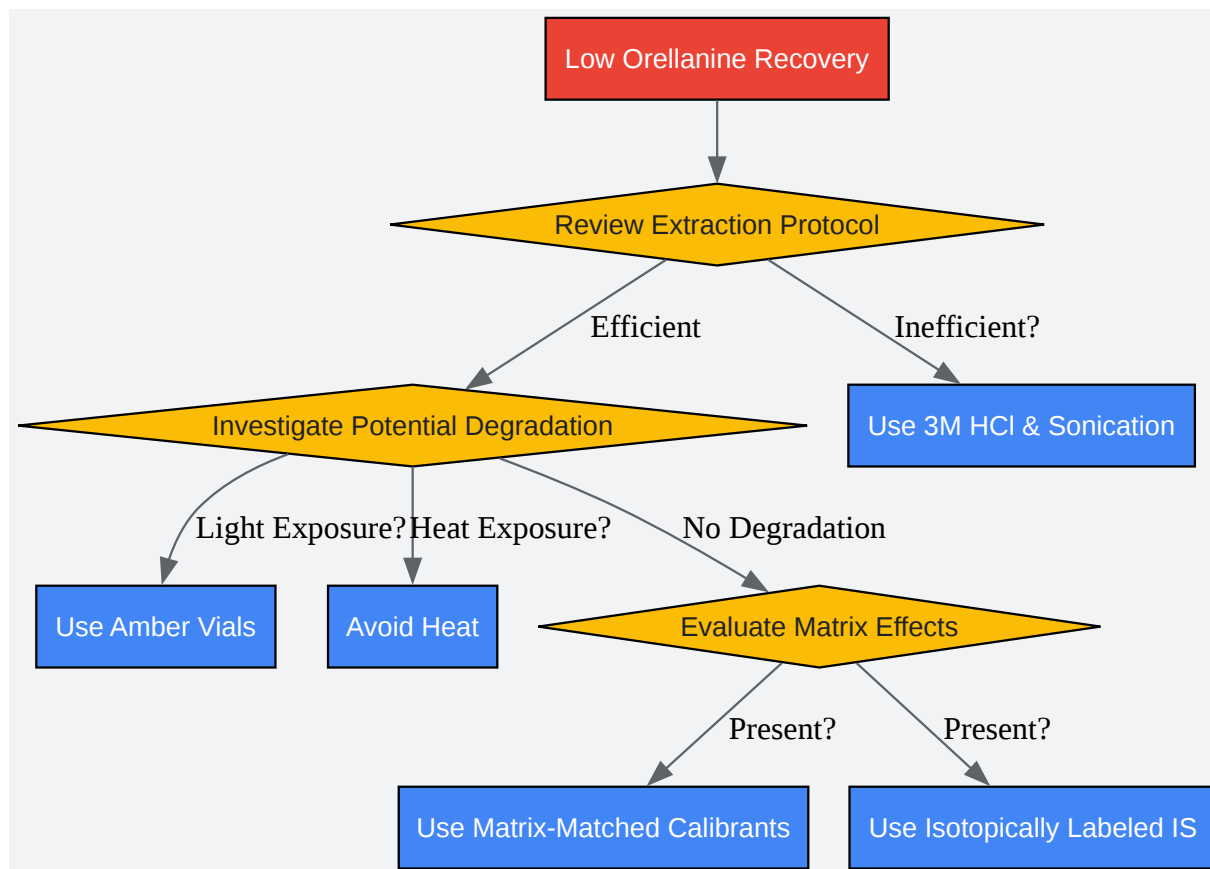 Low Orellanine Recovery
Review Extraction Protocol
Efficient
Inefficient?
Investigate Potential Degradation
Use 3M HCl & Sonication
Light Exposure?
Heat Exposure?
No Degradation
Use Amber Vials
Avoid Heat
Evaluate Matrix Effects
Present?
Present?
Use Matrix-Matched Calibrants
Use Isotopically Labeled IS